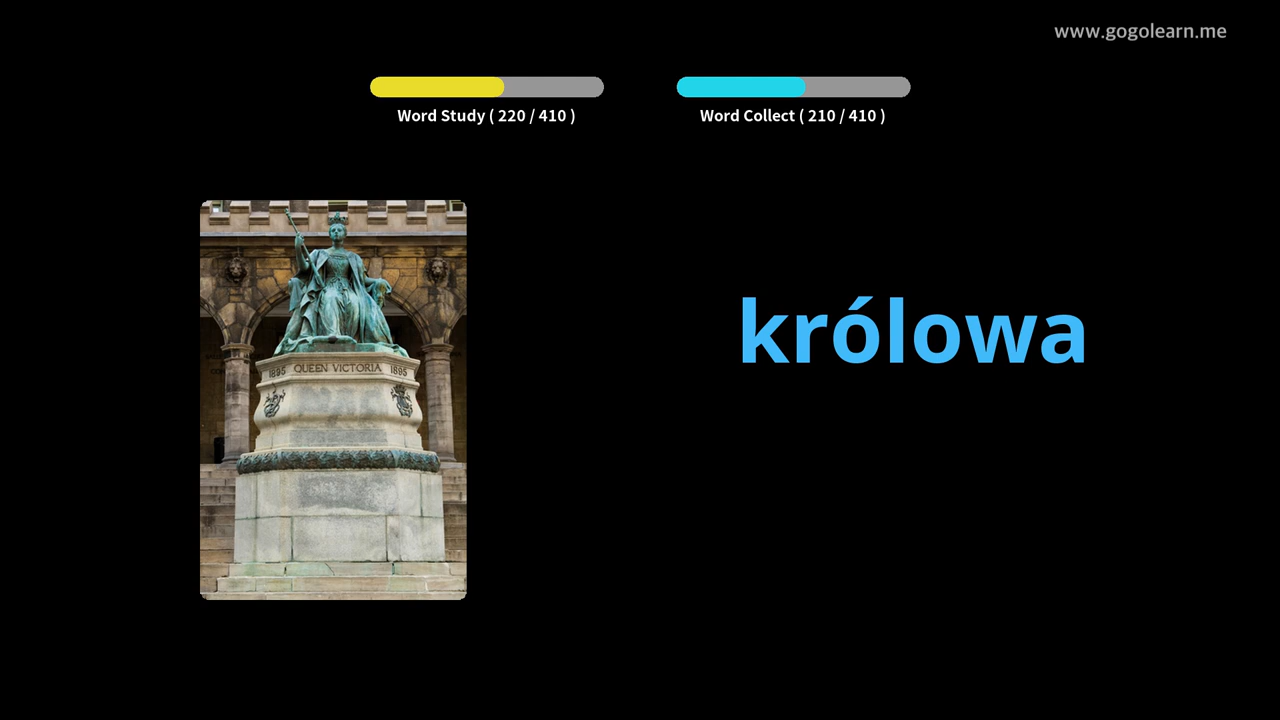 www.gogolearn.me
Word Study ( 220 / 410 )
Word Collect ( 210 / 410 )
królowa
1895 QUEEN VICTORIA 1895